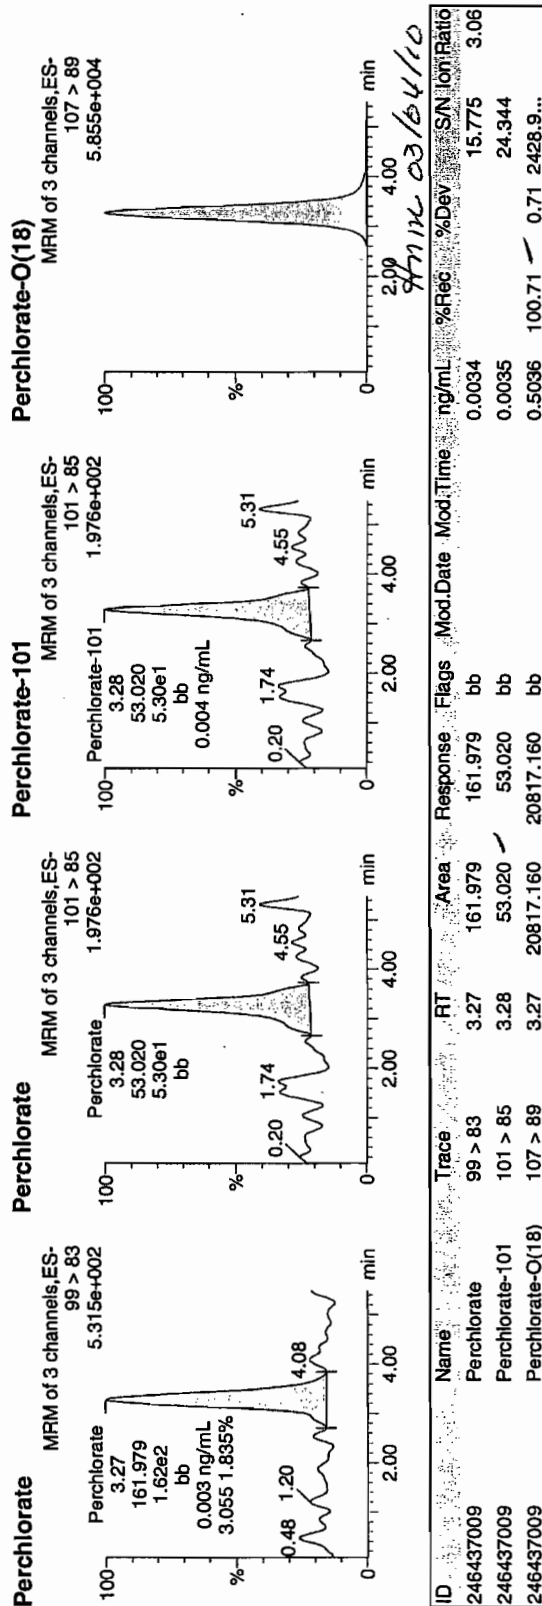 Perchlorate
MRM of 3 channels,ES-
99 > 83
5.315e+002
100
Perchlorate
3.27
161.979
1.62e2
bb
0.003 ng/mL
3.055 1.835%
%
0.48
1.20
4.08
0
2.00
4.00
min
Perchlorate
MRM of 3 channels,ES-
101 > 85
1.976e+002
100
Perchlorate
3.28
53.020
5.30e1
bb
%
0.20
1.74
4.55
5.31
0
2.00
4.00
min
Perchlorate-101
MRM of 3 channels,ES-
101 > 85
1.976e+002
100
Perchlorate-101
3.28
53.020
5.30e1
bb
0.004 ng/mL
%
0.20
1.74
4.55
5.31
0
2.00
4.00
min
Perchlorate-O(18)
MRM of 3 channels,ES-
107 > 89
5.855e+004
100
%
0
2.00
4.00
min
03/04/10
ID Name Trace RT Area Response Flags Mod.Date Mod.Time ng/mL %Rec %Dev S/N Ion Ratio
246437009 Perchlorate 99 > 83 3.27 161.979 161.979 bb 0.0034 15.775 3.06
246437009 Perchlorate-101 101 > 85 3.28 53.020 53.020 bb 0.0035 24.344
246437009 Perchlorate-O(18) 107 > 89 3.27 20817.160 20817.160 bb 0.5036 100.71 0.71 2428.9...